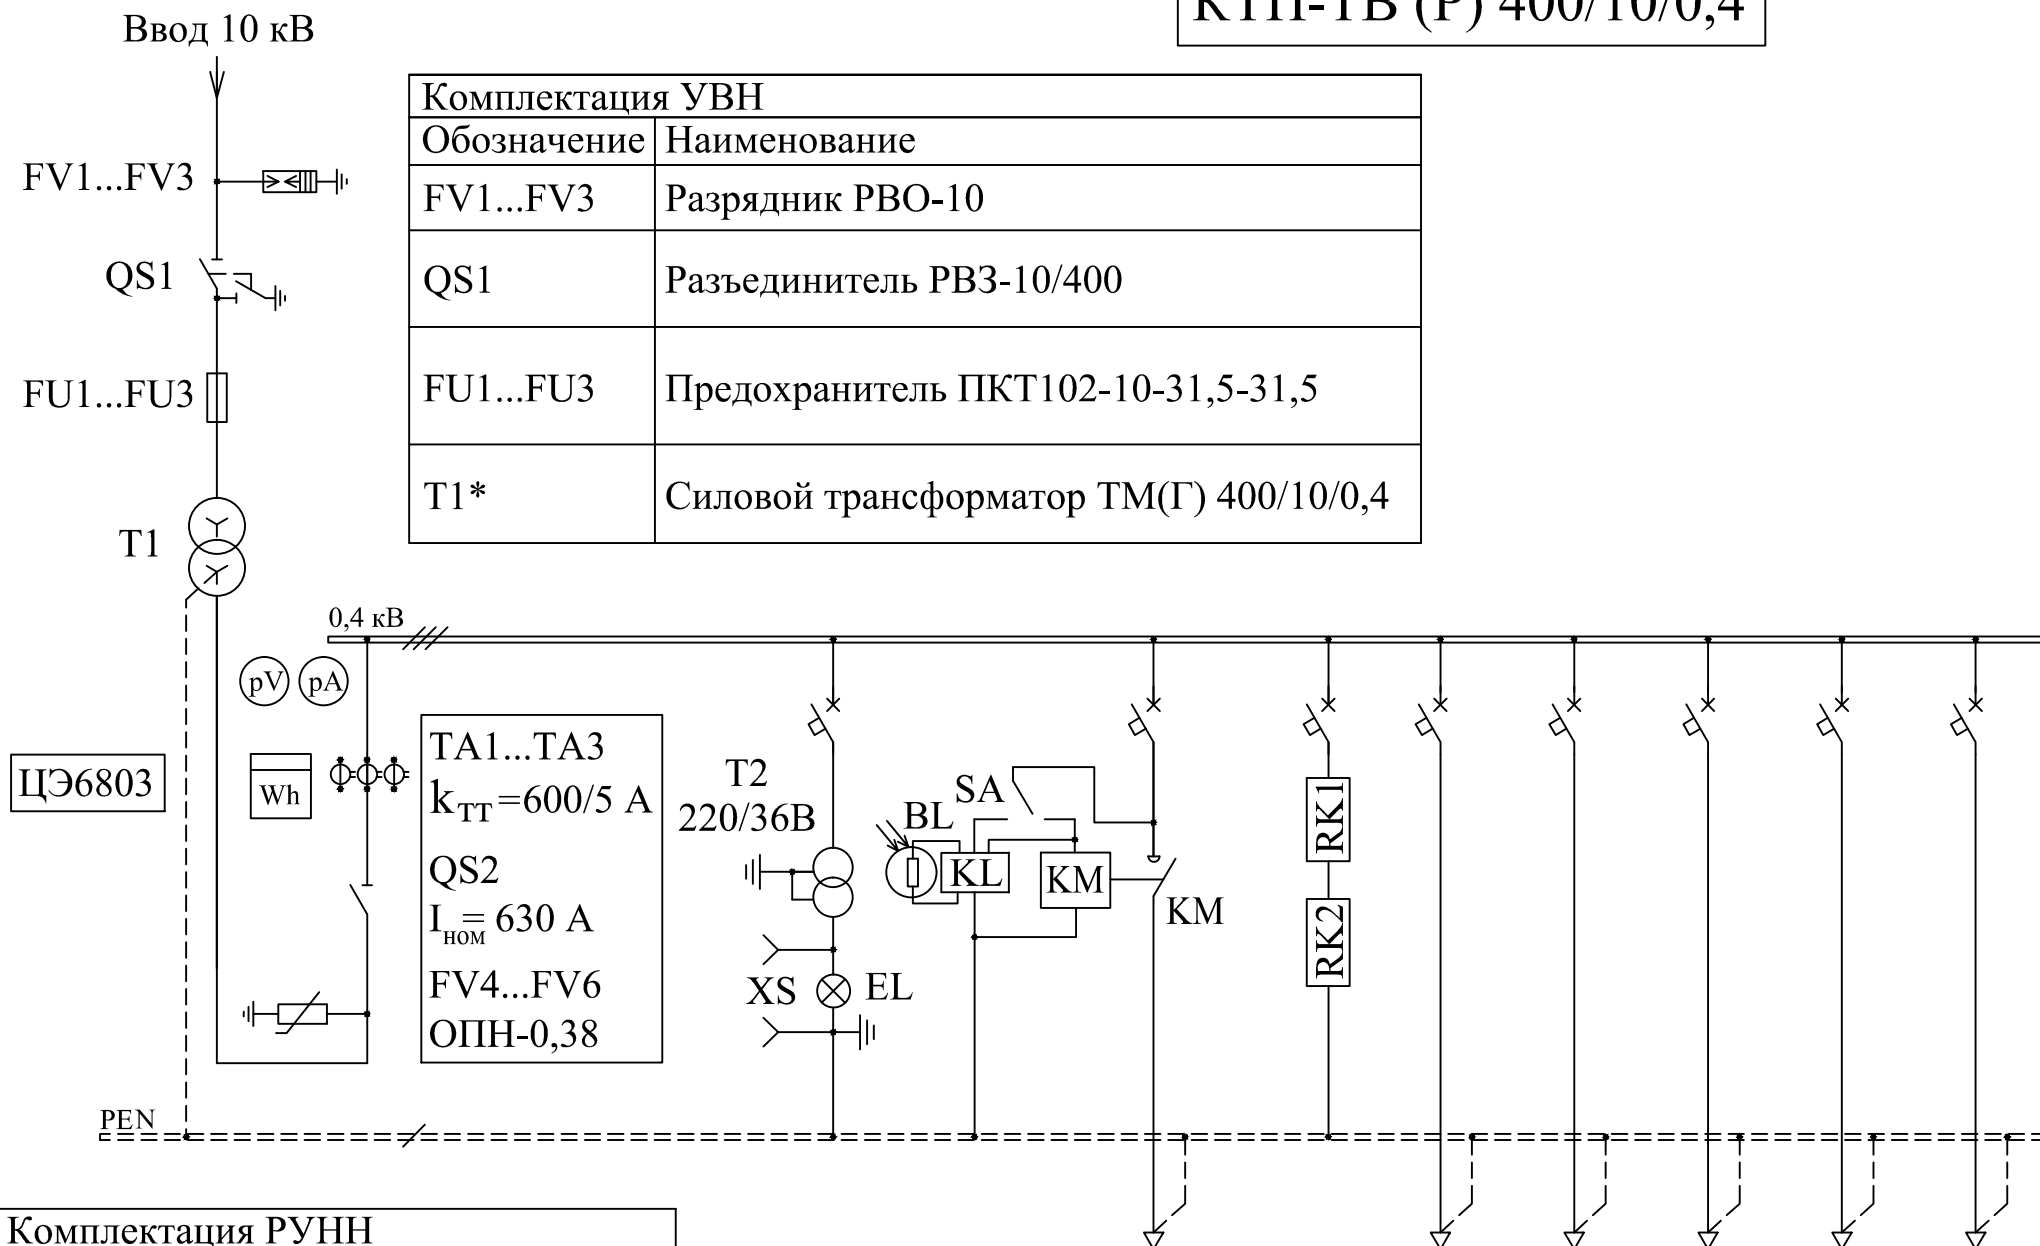 КТП-ТВ (Р) 400/10/0,4
Ввод 10 кВ
Комплектация УВН
Обозначение Наименование
FV1...FV3
FV1...FV3 Разрядник РВО-10
QS1
QS1 Разъединитель РВЗ-10/400
FU1...FU3
FU1...FU3 Предохранитель ПКТ102-10-31,5-31,5
T1
T1* Силовой трансформатор ТМ(Г) 400/10/0,4
0,4 кВ
pV pA
ЦЭ6803
Wh
TA1...TA3
kТТ=600/5 А
QS2
Iном= 630 А
FV4...FV6
ОПН-0,38
T2
220/36В
XS EL
BL
SA
KL
KM
KM
RK1
RK2
PEN
Комплектация РУНН